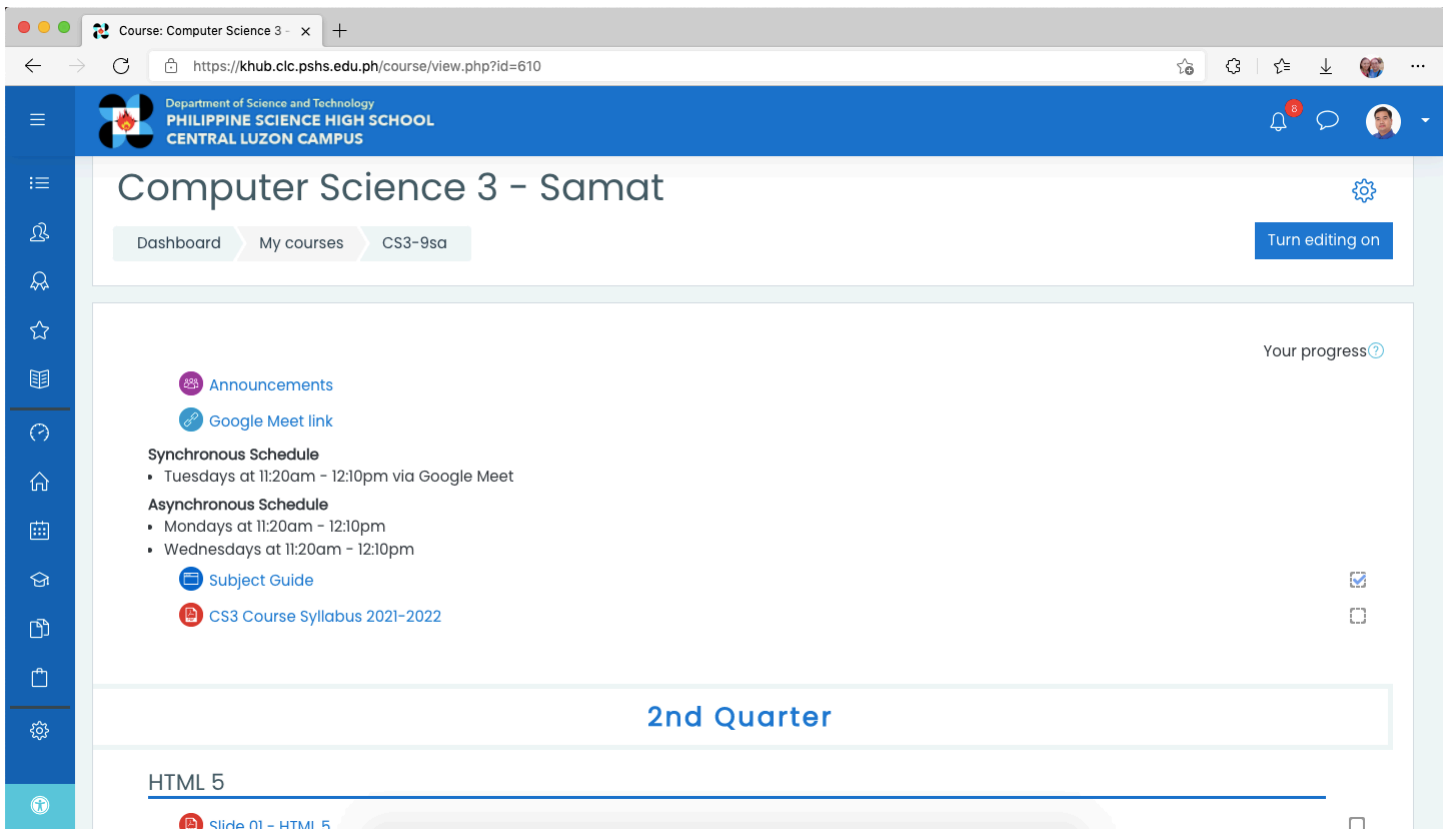 Course: Computer Science 3 -
https://khub.clc.pshs.edu.ph/course/view.php?id=610
Department of Science and Technology
PHILIPPINE SCIENCE HIGH SCHOOL
CENTRAL LUZON CAMPUS
8
Computer Science 3 - Samat
Dashboard My courses CS3-9sa
Turn editing on
Your progress
Announcements
Google Meet link
Synchronous Schedule
• Tuesdays at 11:20am - 12:10pm via Google Meet
Asynchronous Schedule
• Mondays at 11:20am - 12:10pm
• Wednesdays at 11:20am - 12:10pm
Subject Guide
CS3 Course Syllabus 2021-2022
2nd Quarter
HTML 5
Slide 01 - HTML 5